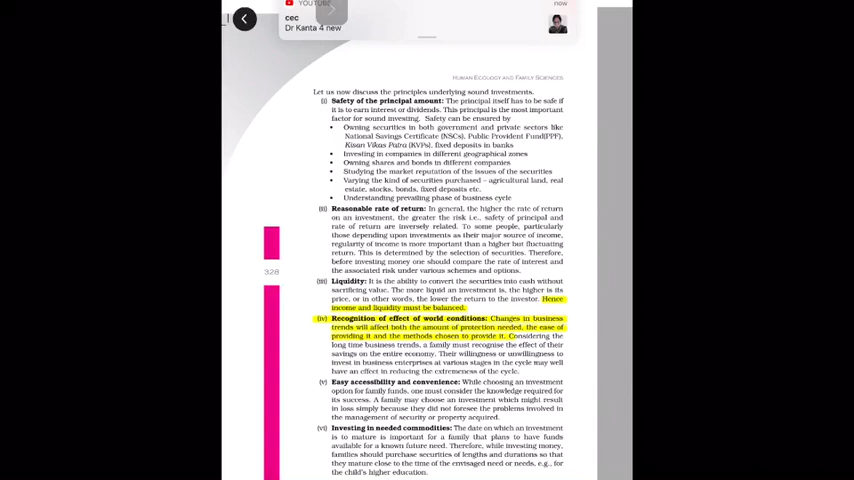 YOUTUBE
now
cec
Dr Kanta 4 new
HUMAN ECOLOGY AND FAMILY SCIENCES
Let us now discuss the principles underlying sound investments.
(i) Safety of the principal amount: The principal itself has to be safe if
it is to earn interest or dividends. This principal is the most important
factor for sound investing. Safety can be ensured by
• Owning securities in both government and private sectors like
National Savings Certificate (NSCs), Public Provident Fund(PPF),
Kisan Vikas Patra (KVPs), fixed deposits in banks
• Investing in companies in different geographical zones
• Owning shares and bonds in different companies
• Studying the market reputation of the issues of the securities
• Varying the kind of securities purchased – agricultural land, real
estate, stocks, bonds, fixed deposits etc.
• Understanding prevailing phase of business cycle
(ii) Reasonable rate of return: In general, the higher the rate of return
on an investment, the greater the risk i.e., safety of principal and
rate of return are inversely related. To some people, particularly
those depending upon investments as their major source of income,
regularity of income is more important than a higher but fluctuating
return. This is determined by the selection of securities. Therefore,
before investing money one should compare the rate of interest and
the associated risk under various schemes and options.
328
(iii) Liquidity: It is the ability to convert the securities into cash without
sacrificing value. The more liquid an investment is, the higher is its
price, or in other words, the lower the return to the investor. Hence
income and liquidity must be balanced.
(iv) Recognition of effect of world conditions: Changes in business
trends will affect both the amount of protection needed, the ease of
providing it and the methods chosen to provide it. Considering the
long time business trends, a family must recognise the effect of their
savings on the entire economy. Their willingness or unwillingness to
invest in business enterprises at various stages in the cycle may well
have an effect in reducing the extremeness of the cycle.
(v) Easy accessibility and convenience: While choosing an investment
option for family funds, one must consider the knowledge required for
its success. A family may choose an investment which might result
in loss simply because they did not foresee the problems involved in
the management of security or property acquired.
(vi) Investing in needed commodities: The date on which an investment
is to mature is important for a family that plans to have funds
available for a known future need. Therefore, while investing money,
families should purchase securities of lengths and durations so that
they mature close to the time of the envisaged need or needs, e.g., for
the child's higher education.